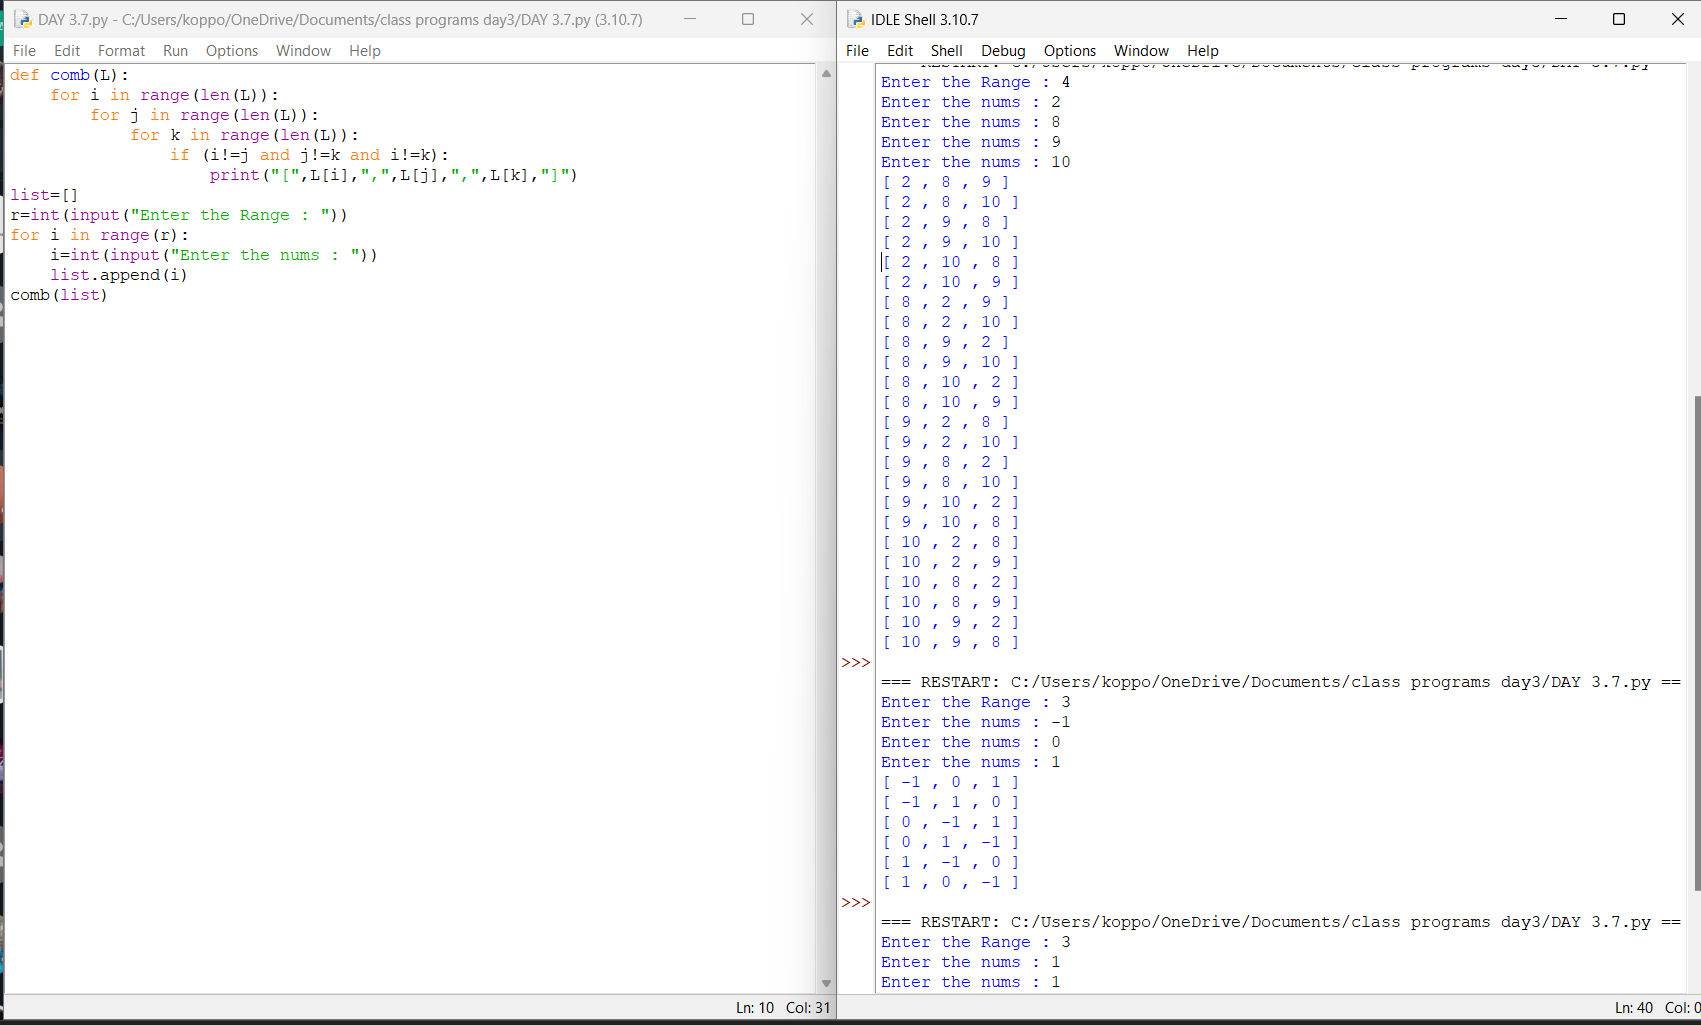 DAY 3.7.py - C:/Users/koppo/OneDrive/Documents/class programs day3/DAY 3.7.py (3.10.7)
File Edit Format Run Options Window Help
def comb(L):
    for i in range(len(L)):
        for j in range(len(L)):
            for k in range(len(L)):
                if (i!=j and j!=k and i!=k):
                    print("[",L[i],",",L[j],",",L[k],"]")
list=[]
r=int(input("Enter the Range : "))
for i in range(r):
    i=int(input("Enter the nums : "))
    list.append(i)
comb(list)
Ln: 10 Col: 31
IDLE Shell 3.10.7
File Edit Shell Debug Options Window Help
RESTART: C:/Users/koppo/OneDrive/Documents/class programs day3/DAY 3.7.py
Enter the Range : 4
Enter the nums : 2
Enter the nums : 8
Enter the nums : 9
Enter the nums : 10
[ 2 , 8 , 9 ]
[ 2 , 8 , 10 ]
[ 2 , 9 , 8 ]
[ 2 , 9 , 10 ]
[ 2 , 10 , 8 ]
[ 2 , 10 , 9 ]
[ 8 , 2 , 9 ]
[ 8 , 2 , 10 ]
[ 8 , 9 , 2 ]
[ 8 , 9 , 10 ]
[ 8 , 10 , 2 ]
[ 8 , 10 , 9 ]
[ 9 , 2 , 8 ]
[ 9 , 2 , 10 ]
[ 9 , 8 , 2 ]
[ 9 , 8 , 10 ]
[ 9 , 10 , 2 ]
[ 9 , 10 , 8 ]
[ 10 , 2 , 8 ]
[ 10 , 2 , 9 ]
[ 10 , 8 , 2 ]
[ 10 , 8 , 9 ]
[ 10 , 9 , 2 ]
[ 10 , 9 , 8 ]
>>>
=== RESTART: C:/Users/koppo/OneDrive/Documents/class programs day3/DAY 3.7.py ==
Enter the Range : 3
Enter the nums : -1
Enter the nums : 0
Enter the nums : 1
[ -1 , 0 , 1 ]
[ -1 , 1 , 0 ]
[ 0 , -1 , 1 ]
[ 0 , 1 , -1 ]
[ 1 , -1 , 0 ]
[ 1 , 0 , -1 ]
>>>
=== RESTART: C:/Users/koppo/OneDrive/Documents/class programs day3/DAY 3.7.py ==
Enter the Range : 3
Enter the nums : 1
Enter the nums : 1
Ln: 40 Col: 0